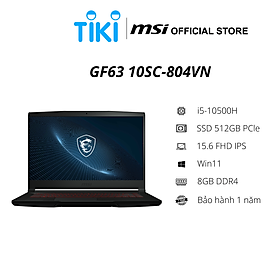 TiKi
msi OFFICIAL STORE
GF63 10SC-804VN
i5-10500H
SSD 512GB PCIe
15.6 FHD IPS
Win11
8GB DDR4
Bảo hành 1 năm